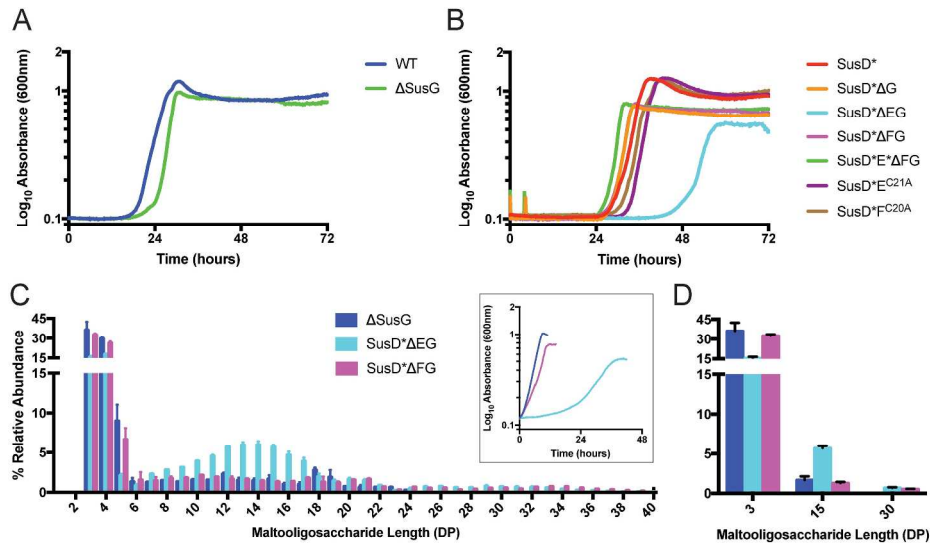 A
Log10 Absorbance (600nm)
2
1
0.1
0 24 48 72
Time (hours)
WT
ΔSusG
B
Log10 Absorbance (600nm)
2
1
0.1
0 24 48 72
Time (hours)
SusD*
SusD*ΔG
SusD*ΔEG
SusD*ΔFG
SusD*E*ΔFG
SusD*E^C21A
SusD*F^C20A
C
% Relative Abundance
45
30
15
15
10
5
0
2 4 6 8 10 12 14 16 18 20 22 24 26 28 30 32 34 36 38 40
Maltooligosaccharide Length (DP)
ΔSusG
SusD*ΔEG
SusD*ΔFG
Log10 Absorbance (600nm)
2
1
0.1
0 24 48
Time (hours)
D
45
30
15
15
10
5
0
3 15 30
Maltooligosaccharide Length (DP)